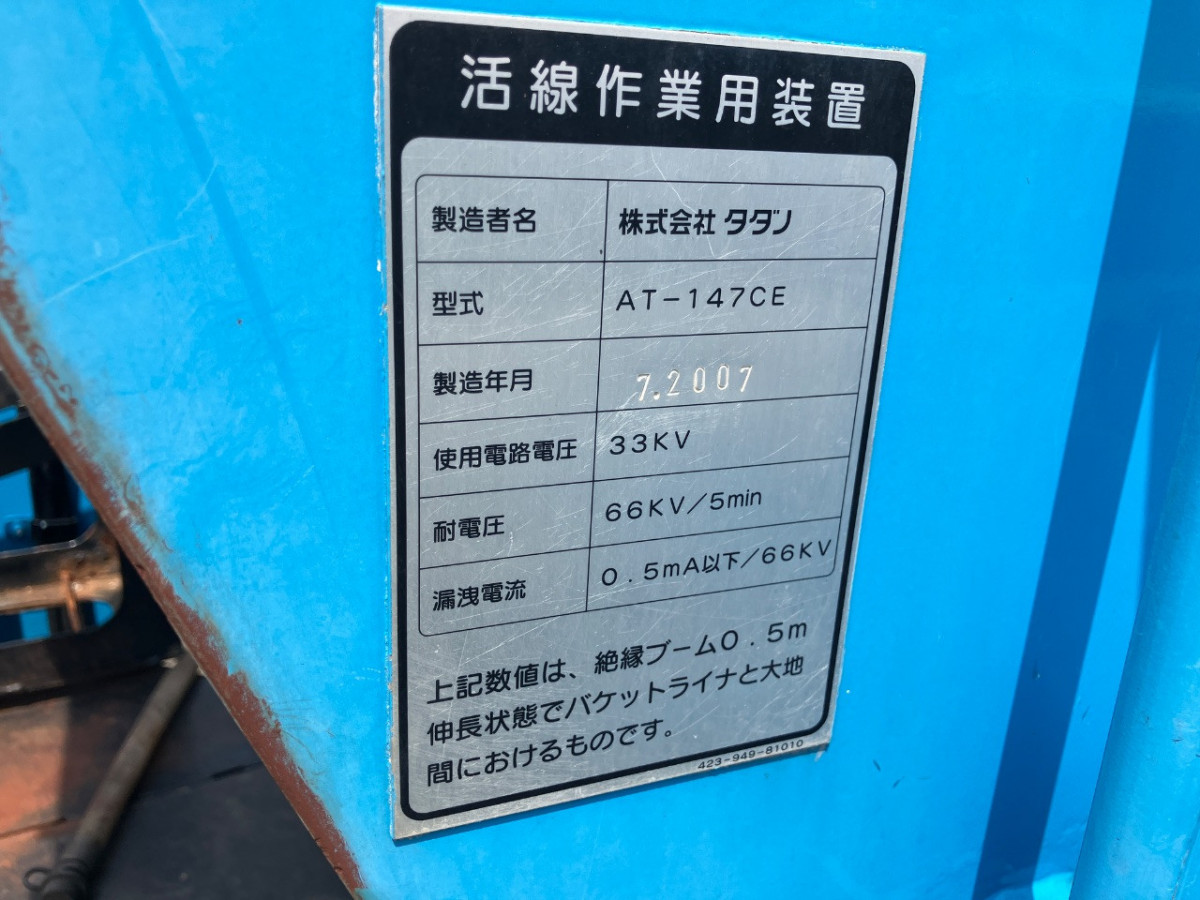 活線作業用装置
製造者名 株式会社 タダノ
型式 AT-147CE
製造年月 7.2007
使用電路電圧 33KV
耐電圧 66KV/5min
漏洩電流 0.5mA以下/66KV
上記数値は、絶縁ブーム0.5m
伸長状態でバケットライナと大地
間におけるものです。
423-949-81010